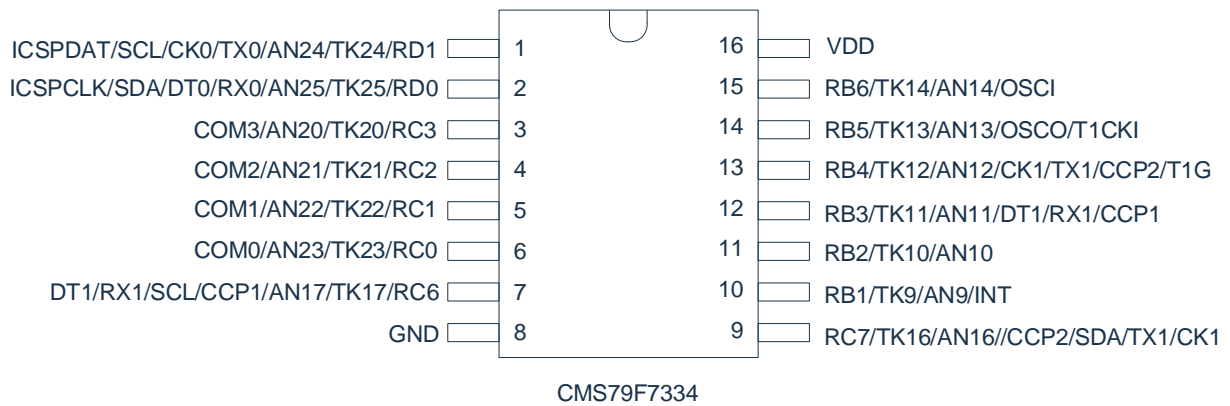 ICSPDAT/SCL/CK0/TX0/AN24/TK24/RD1 1 16 VDD
ICSPCLK/SDA/DT0/RX0/AN25/TK25/RD0 2 15 RB6/TK14/AN14/OSCI
COM3/AN20/TK20/RC3 3 14 RB5/TK13/AN13/OSCO/T1CKI
COM2/AN21/TK21/RC2 4 13 RB4/TK12/AN12/CK1/TX1/CCP2/T1G
COM1/AN22/TK22/RC1 5 12 RB3/TK11/AN11/DT1/RX1/CCP1
COM0/AN23/TK23/RC0 6 11 RB2/TK10/AN10
DT1/RX1/SCL/CCP1/AN17/TK17/RC6 7 10 RB1/TK9/AN9/INT
GND 8 9 RC7/TK16/AN16//CCP2/SDA/TX1/CK1
CMS79F7334